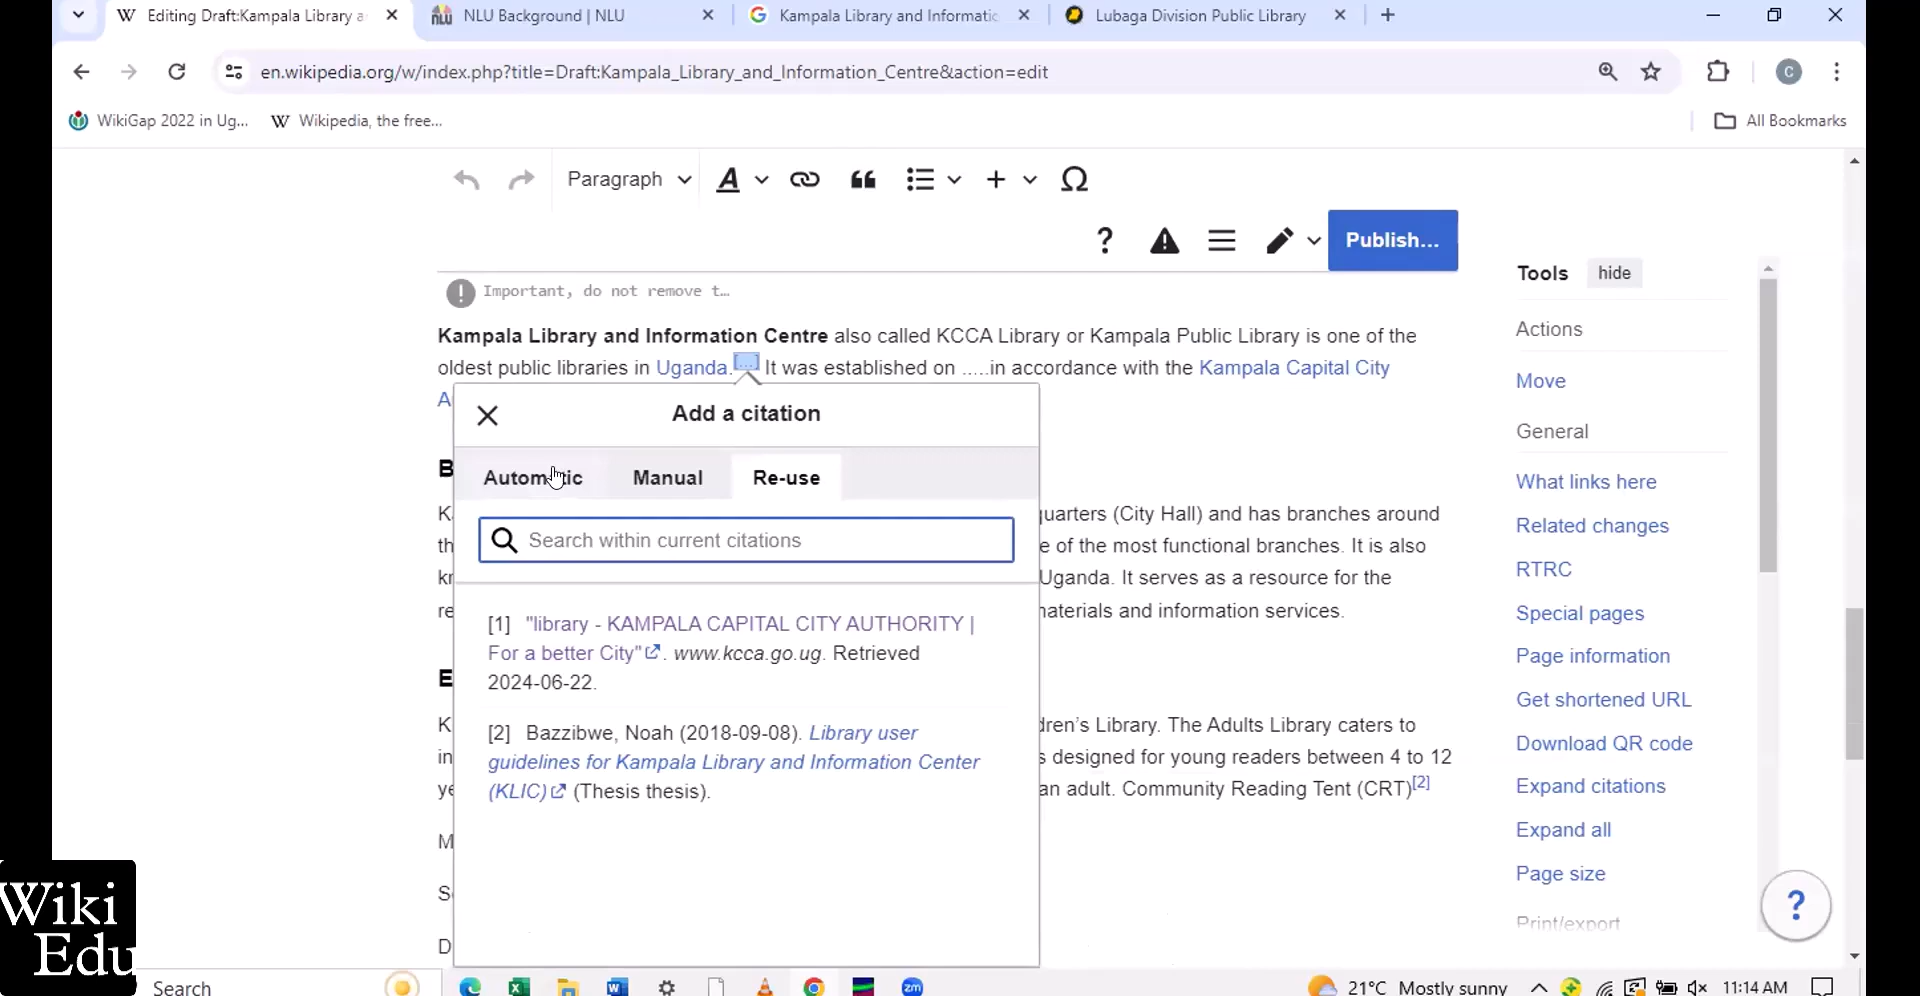 Editing Draft:Kampala Library a
NLU Background | NLU
Kampala Library and Informatic
Lubaga Division Public Library
en.wikipedia.org/w/index.php?title=Draft:Kampala_Library_and_Information_Centre&action=edit
C
WikiGap 2022 in Ug...
Wikipedia, the free...
All Bookmarks
Paragraph
A
Ω
?
Publish...
Tools
hide
Important, do not remove t...
Kampala Library and Information Centre also called KCCA Library or Kampala Public Library is one of the
oldest public libraries in Uganda.[...] It was established on .....in accordance with the Kampala Capital City
A
Add a citation
B
Automatic
Manual
Re-use
K
quarters (City Hall) and has branches around
Search within current citations
th
e of the most functional branches. It is also
kr
Uganda. It serves as a resource for the
re
naterials and information services.
[1] "library - KAMPALA CAPITAL CITY AUTHORITY |
For a better City". www.kcca.go.ug. Retrieved
2024-06-22.
E
[2] Bazzibwe, Noah (2018-09-08). Library user
guidelines for Kampala Library and Information Center
(KLIC) (Thesis thesis).
K
dren's Library. The Adults Library caters to
in
s designed for young readers between 4 to 12
ye
an adult. Community Reading Tent (CRT)[2]
M
S
D
Actions
Move
General
What links here
Related changes
RTRC
Special pages
Page information
Get shortened URL
Download QR code
Expand citations
Expand all
Page size
Print/export
?
Wiki
Edu
Search
zm
21°C Mostly sunny
11:14 AM